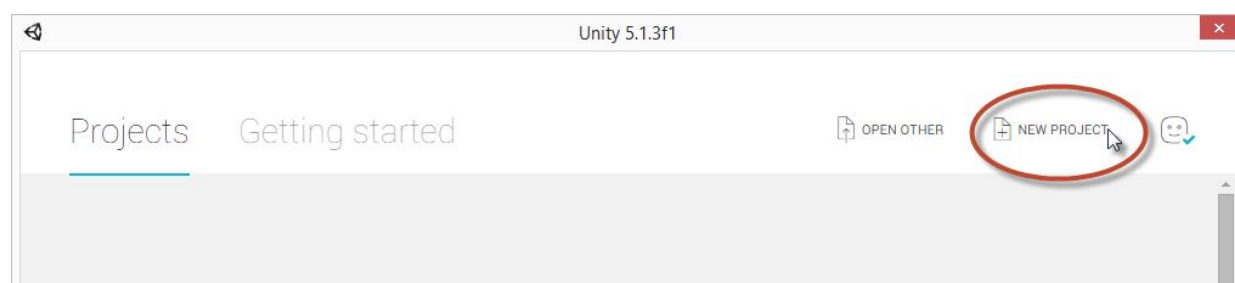 Unity 5.1.3f1
Projects Getting started OPEN OTHER NEW PROJECT